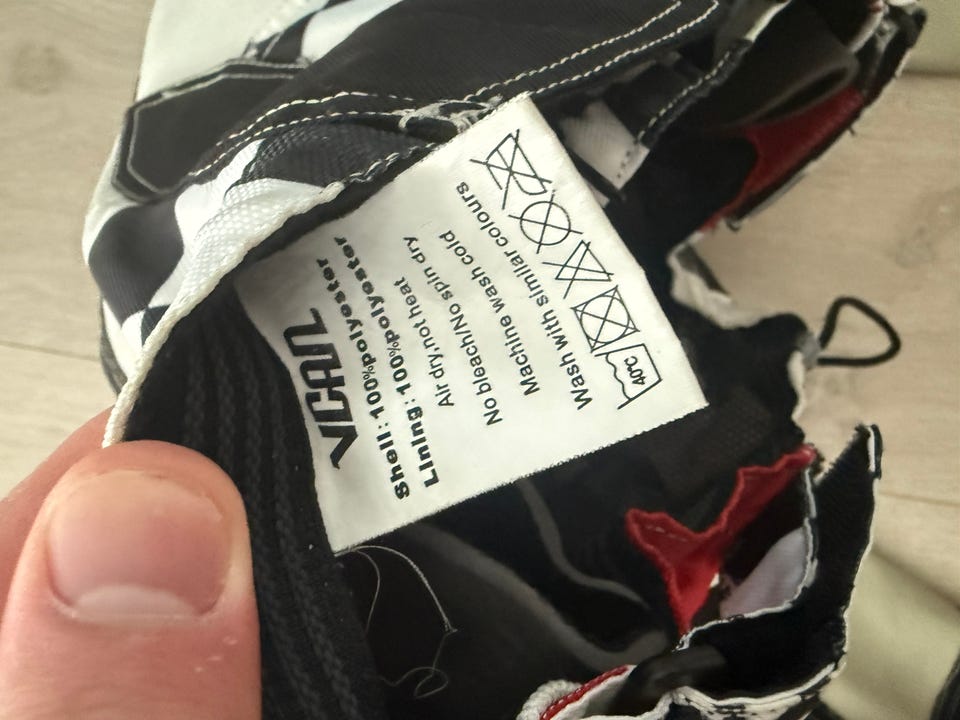 VCAN
Shell:100%polyester
Lining:100%polyester
Air dry,not heat
No bleach/No spin dry
Machine wash cold
Wash with similar colours
40℃